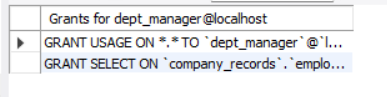 Grants for dept_manager@localhost
GRANT USAGE ON *.* TO `dept_manager`@`l...
GRANT SELECT ON `company_records`.`emplo...